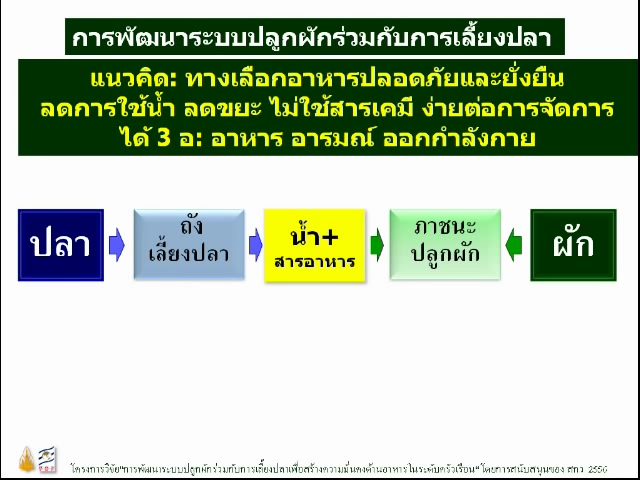 การพัฒนาระบบปลูกผักร่วมกับการเลี้ยงปลา
แนวคิด: ทางเลือกอาหารปลอดภัยและยั่งยืน
ลดการใช้น้ำ ลดขยะ ไม่ใช้สารเคมี ง่ายต่อการจัดการ
ได้ 3 อ: อาหาร อารมณ์ ออกกำลังกาย
ปลา
ถัง
เลี้ยงปลา
น้ำ+
สารอาหาร
ภาชนะ
ปลูกผัก
ผัก
โครงการวิจัย"การพัฒนาระบบปลูกผักร่วมกับการเลี้ยงปลาเพื่อสร้างความมั่นคงด้านอาหารในระดับครัวเรือน" โดยการสนับสนุนของ สกว 2556